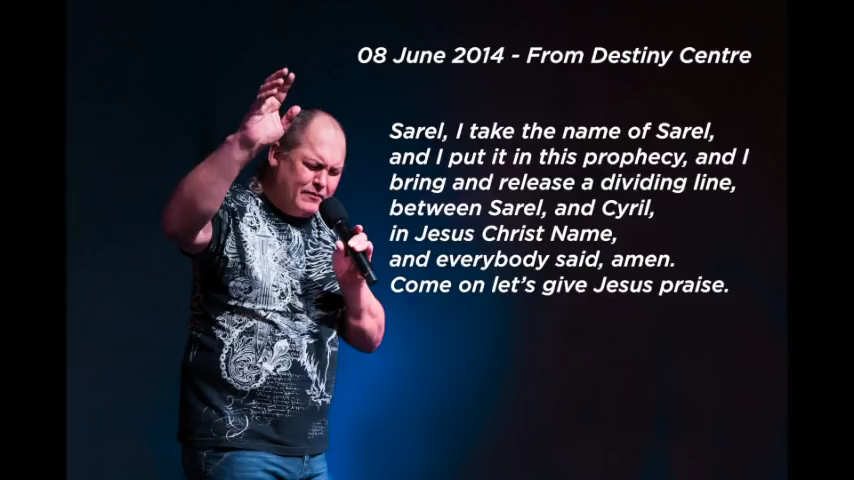 08 June 2014 - From Destiny Centre
Sarel, I take the name of Sarel,
and I put it in this prophecy, and I
bring and release a dividing line,
between Sarel, and Cyril,
in Jesus Christ Name,
and everybody said, amen.
Come on let's give Jesus praise.